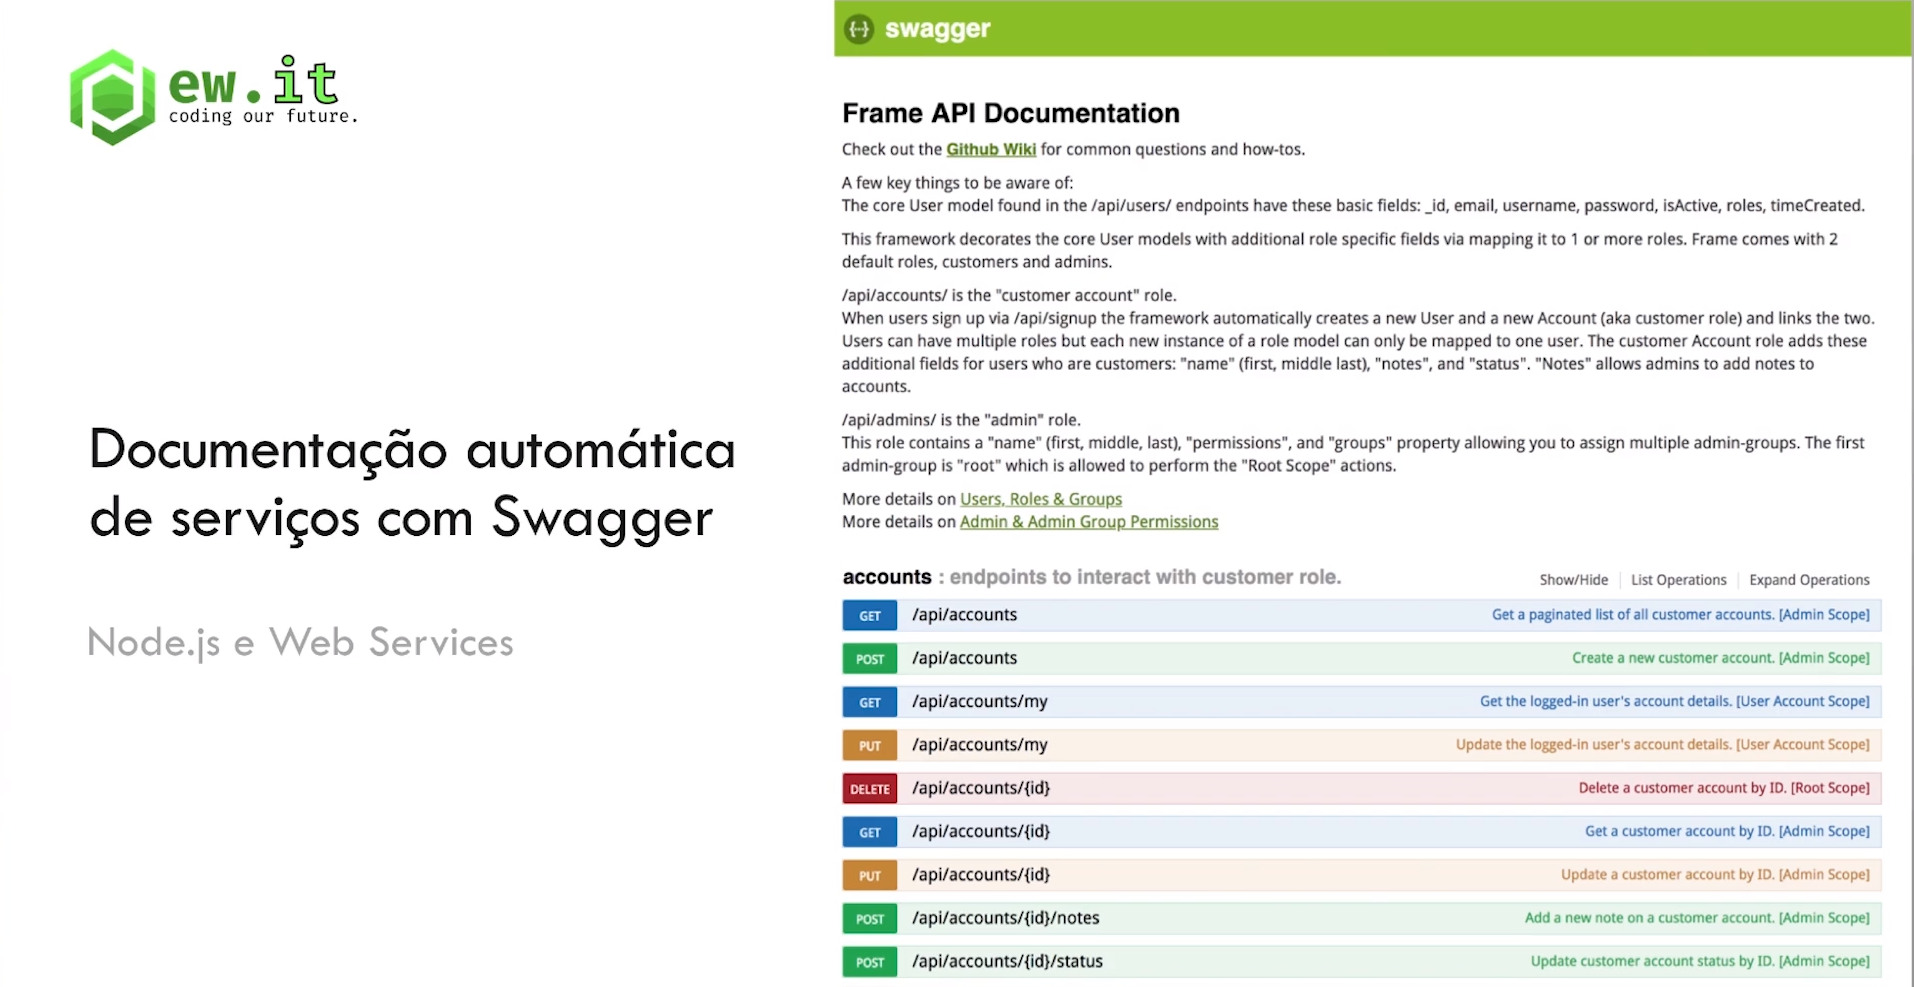 ew.it
coding our future.
Documentação automática
de serviços com Swagger
Node.js e Web Services
swagger
Frame API Documentation
Check out the Github Wiki for common questions and how-tos.
A few key things to be aware of:
The core User model found in the /api/users/ endpoints have these basic fields: _id, email, username, password, isActive, roles, timeCreated.
This framework decorates the core User models with additional role specific fields via mapping it to 1 or more roles. Frame comes with 2
default roles, customers and admins.
/api/accounts/ is the "customer account" role.
When users sign up via /api/signup the framework automatically creates a new User and a new Account (aka customer role) and links the two.
Users can have multiple roles but each new instance of a role model can only be mapped to one user. The customer Account role adds these
additional fields for users who are customers: "name" (first, middle last), "notes", and "status". "Notes" allows admins to add notes to
accounts.
/api/admins/ is the "admin" role.
This role contains a "name" (first, middle, last), "permissions", and "groups" property allowing you to assign multiple admin-groups. The first
admin-group is "root" which is allowed to perform the "Root Scope" actions.
More details on Users, Roles & Groups
More details on Admin & Admin Group Permissions
accounts : endpoints to interact with customer role. Show/Hide List Operations Expand Operations
GET /api/accounts Get a paginated list of all customer accounts. [Admin Scope]
POST /api/accounts Create a new customer account. [Admin Scope]
GET /api/accounts/my Get the logged-in user's account details. [User Account Scope]
PUT /api/accounts/my Update the logged-in user's account details. [User Account Scope]
DELETE /api/accounts/{id} Delete a customer account by ID. [Root Scope]
GET /api/accounts/{id} Get a customer account by ID. [Admin Scope]
PUT /api/accounts/{id} Update a customer account by ID. [Admin Scope]
POST /api/accounts/{id}/notes Add a new note on a customer account. [Admin Scope]
POST /api/accounts/{id}/status Update customer account status by ID. [Admin Scope]